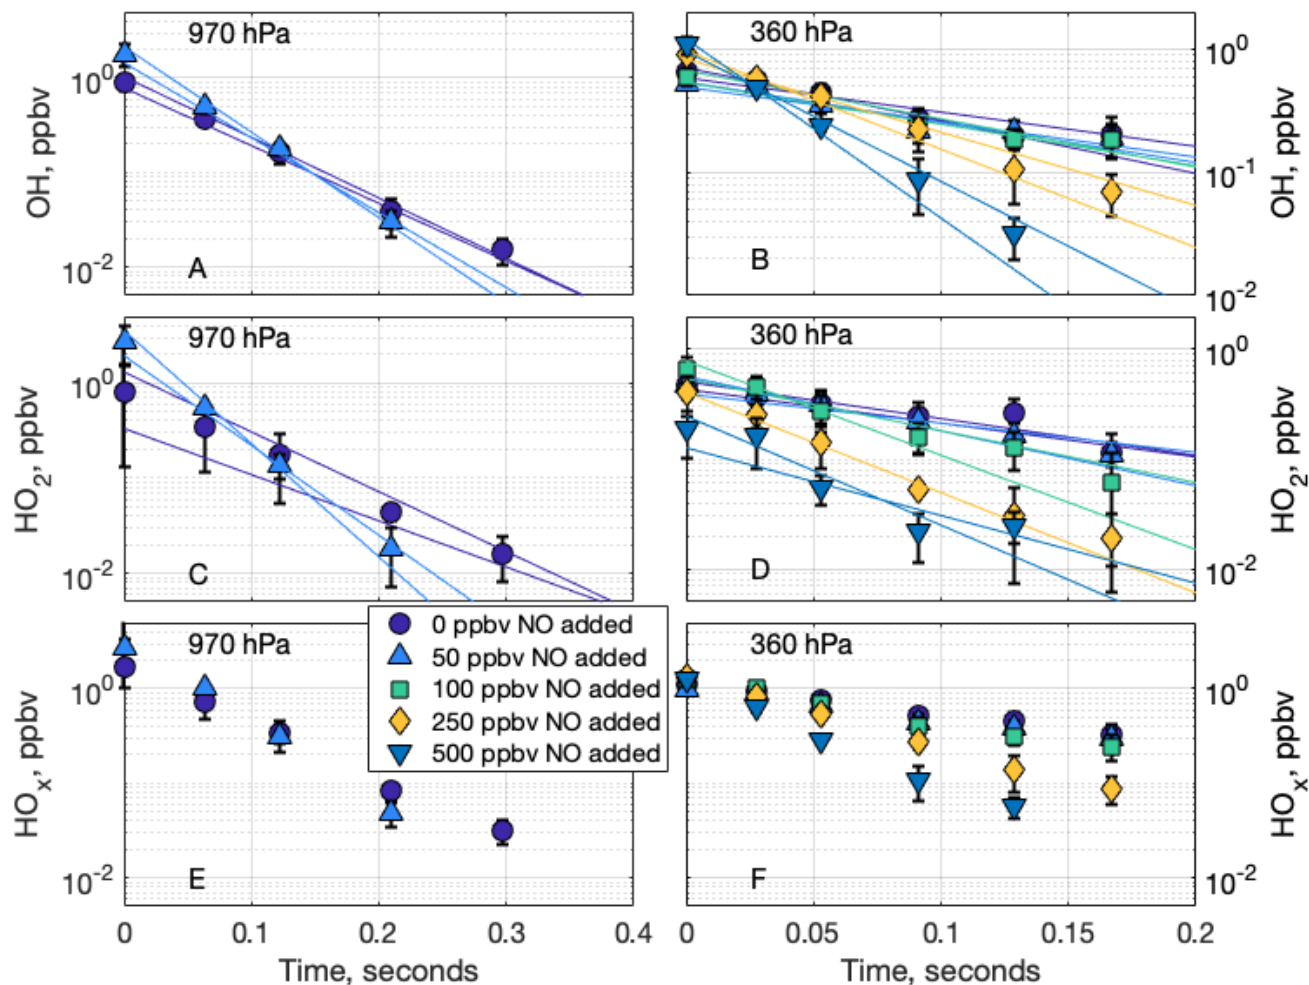 970 hPa
360 hPa
OH, ppbv
10^0
10^-2
A
B
10^0
10^-1
10^-2
OH, ppbv
970 hPa
360 hPa
HO_2, ppbv
10^0
10^-2
C
D
10^0
10^-2
HO_2, ppbv
970 hPa
360 hPa
0 ppbv NO added
50 ppbv NO added
100 ppbv NO added
250 ppbv NO added
500 ppbv NO added
HO_x, ppbv
10^0
10^-2
E
F
10^0
10^-2
HO_x, ppbv
0 0.1 0.2 0.3 0.4
0 0.05 0.1 0.15 0.2
Time, seconds
Time, seconds